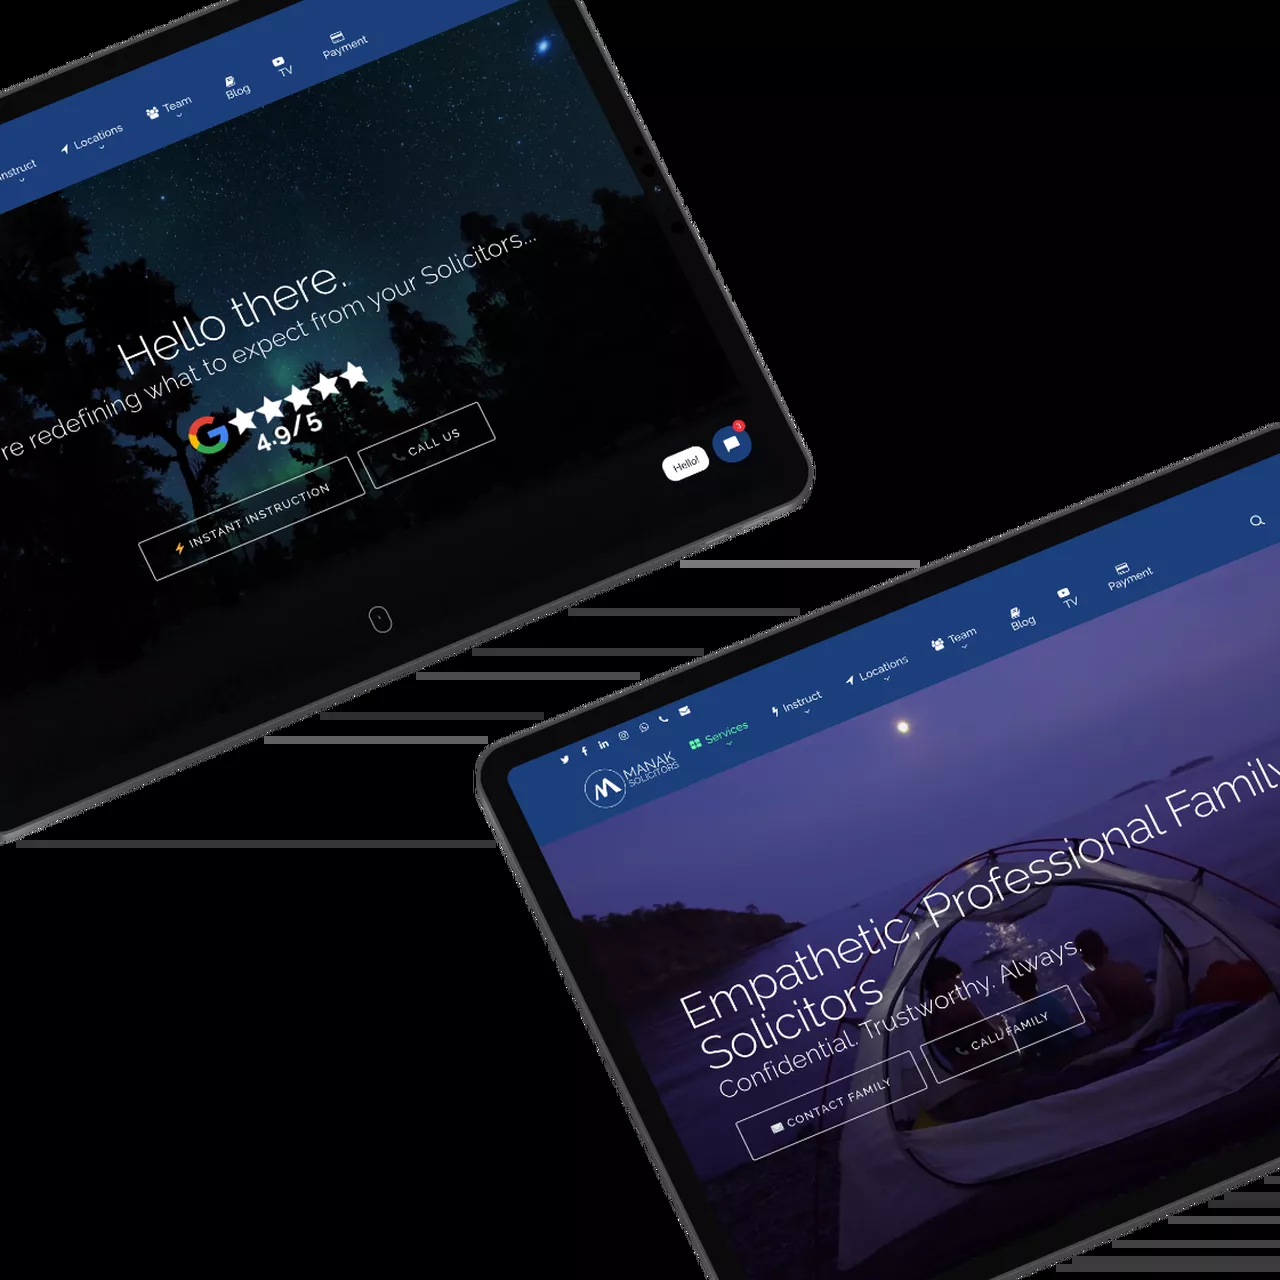 Instruct
Locations
Team
Blog
TV
Payment
Hello there.
re redefining what to expect from your Solicitors...
4.9/5
INSTANT INSTRUCTION
CALL US
Hello!
3
MANAK
SOLICITORS
Services
Instruct
Locations
Team
Blog
TV
Payment
Empathetic, Professional Family
Solicitors
Confidential. Trustworthy. Always.
CONTACT FAMILY
CALL FAMILY